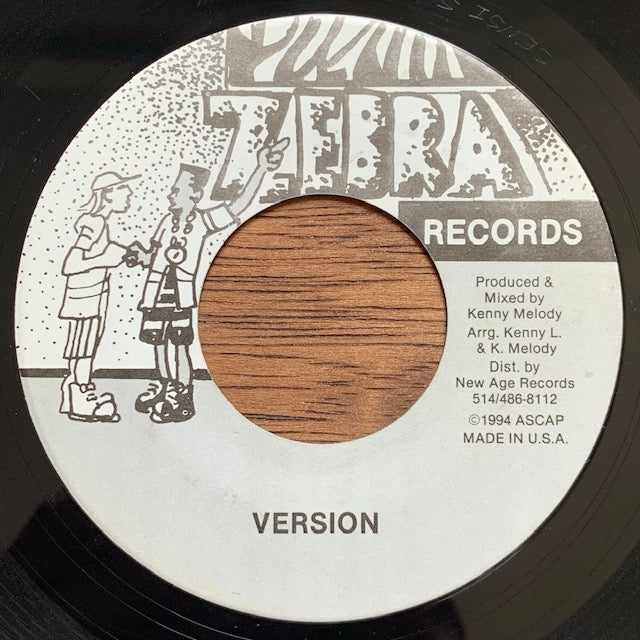 ZEBRA
RECORDS
Produced &
Mixed by
Kenny Melody
Arrg. Kenny L.
& K. Melody
Dist. by
New Age Records
514/486-8112
©1994 ASCAP
MADE IN U.S.A.
VERSION